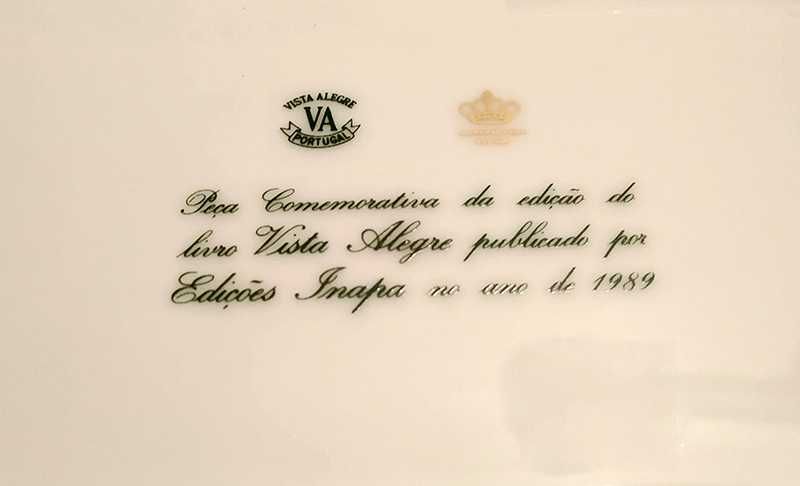 VISTA ALEGRE
VA
PORTUGAL
Peça Comemorativa da edição do
livro Vista Alegre publicado por
Edições Inapa no ano de 1989